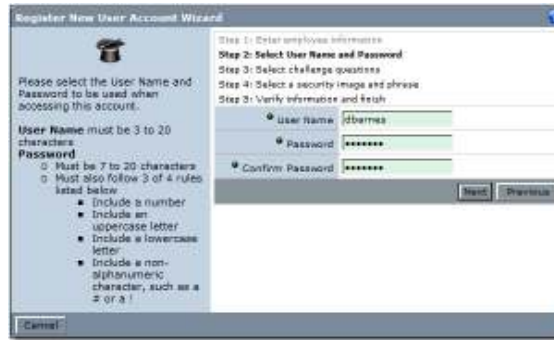 Register New User Account Wizard
Please select the User Name and
Password to be used when
accessing this account.
User Name must be 3 to 20
characters
Password
Must be 7 to 20 characters
Must also follow 3 of 4 rules
listed below
Include a number
Include an
uppercase letter
Include a lowercase
letter
Include a non-
alphanumeric
character, such as a
# or a !
Step 1: Enter employee information
Step 2: Select User Name and Password
Step 3: Select challenge questions
Step 4: Select a security image and phrase
Step 5: Verify information and finish
User Name dbarnes
Password •••••••
Confirm Password •••••••
Next Previous
Cancel